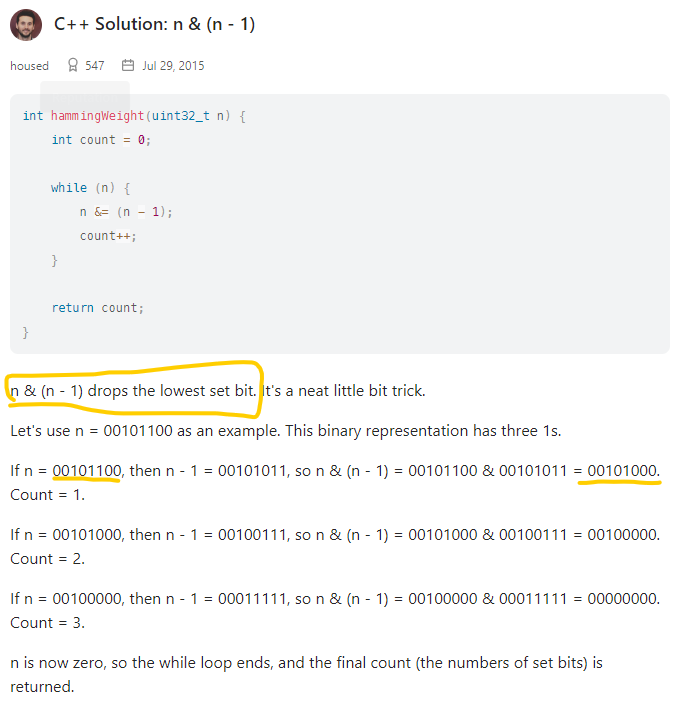 C++ Solution: n & (n - 1)
housed 547 Jul 29, 2015
int hammingWeight(uint32_t n) {
int count = 0;
while (n) {
n &= (n - 1);
count++;
}
return count;
}
n & (n - 1) drops the lowest set bit. It's a neat little bit trick.
Let's use n = 00101100 as an example. This binary representation has three 1s.
If n = 00101100, then n - 1 = 00101011, so n & (n - 1) = 00101100 & 00101011 = 00101000.
Count = 1.
If n = 00101000, then n - 1 = 00100111, so n & (n - 1) = 00101000 & 00100111 = 00100000.
Count = 2.
If n = 00100000, then n - 1 = 00011111, so n & (n - 1) = 00100000 & 00011111 = 00000000.
Count = 3.
n is now zero, so the while loop ends, and the final count (the numbers of set bits) is
returned.